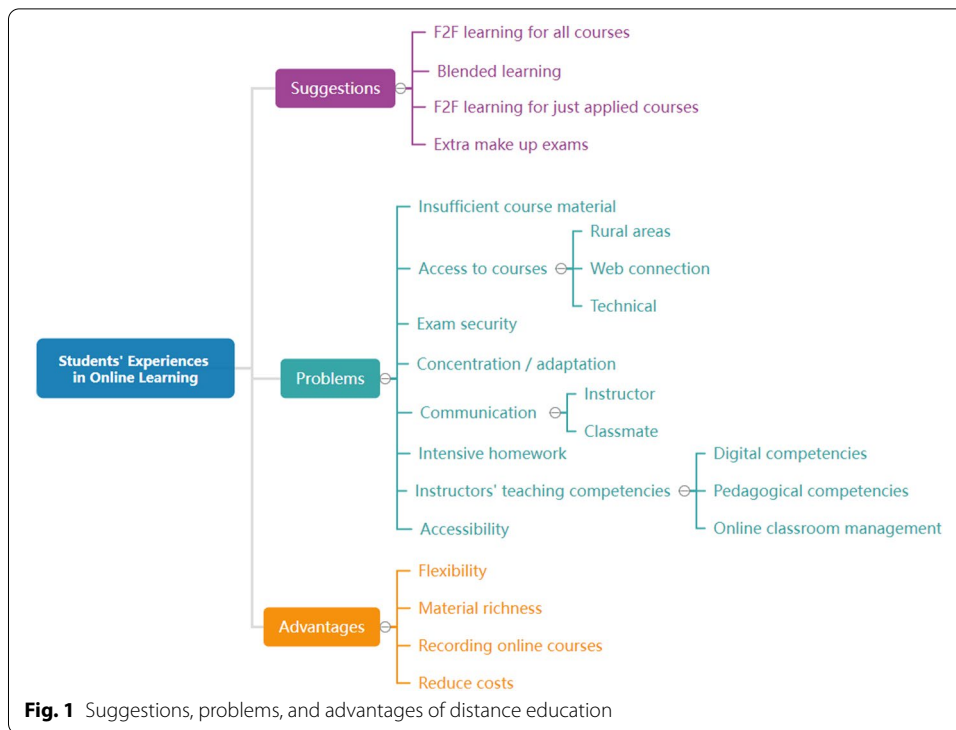 Students' Experiences
in Online Learning
Suggestions
F2F learning for all courses
Blended learning
F2F learning for just applied courses
Extra make up exams
Problems
Insufficient course material
Access to courses
Rural areas
Web connection
Technical
Exam security
Concentration / adaptation
Communication
Instructor
Classmate
Intensive homework
Instructors' teaching competencies
Digital competencies
Pedagogical competencies
Online classroom management
Accessibility
Advantages
Flexibility
Material richness
Recording online courses
Reduce costs
Fig. 1 Suggestions, problems, and advantages of distance education